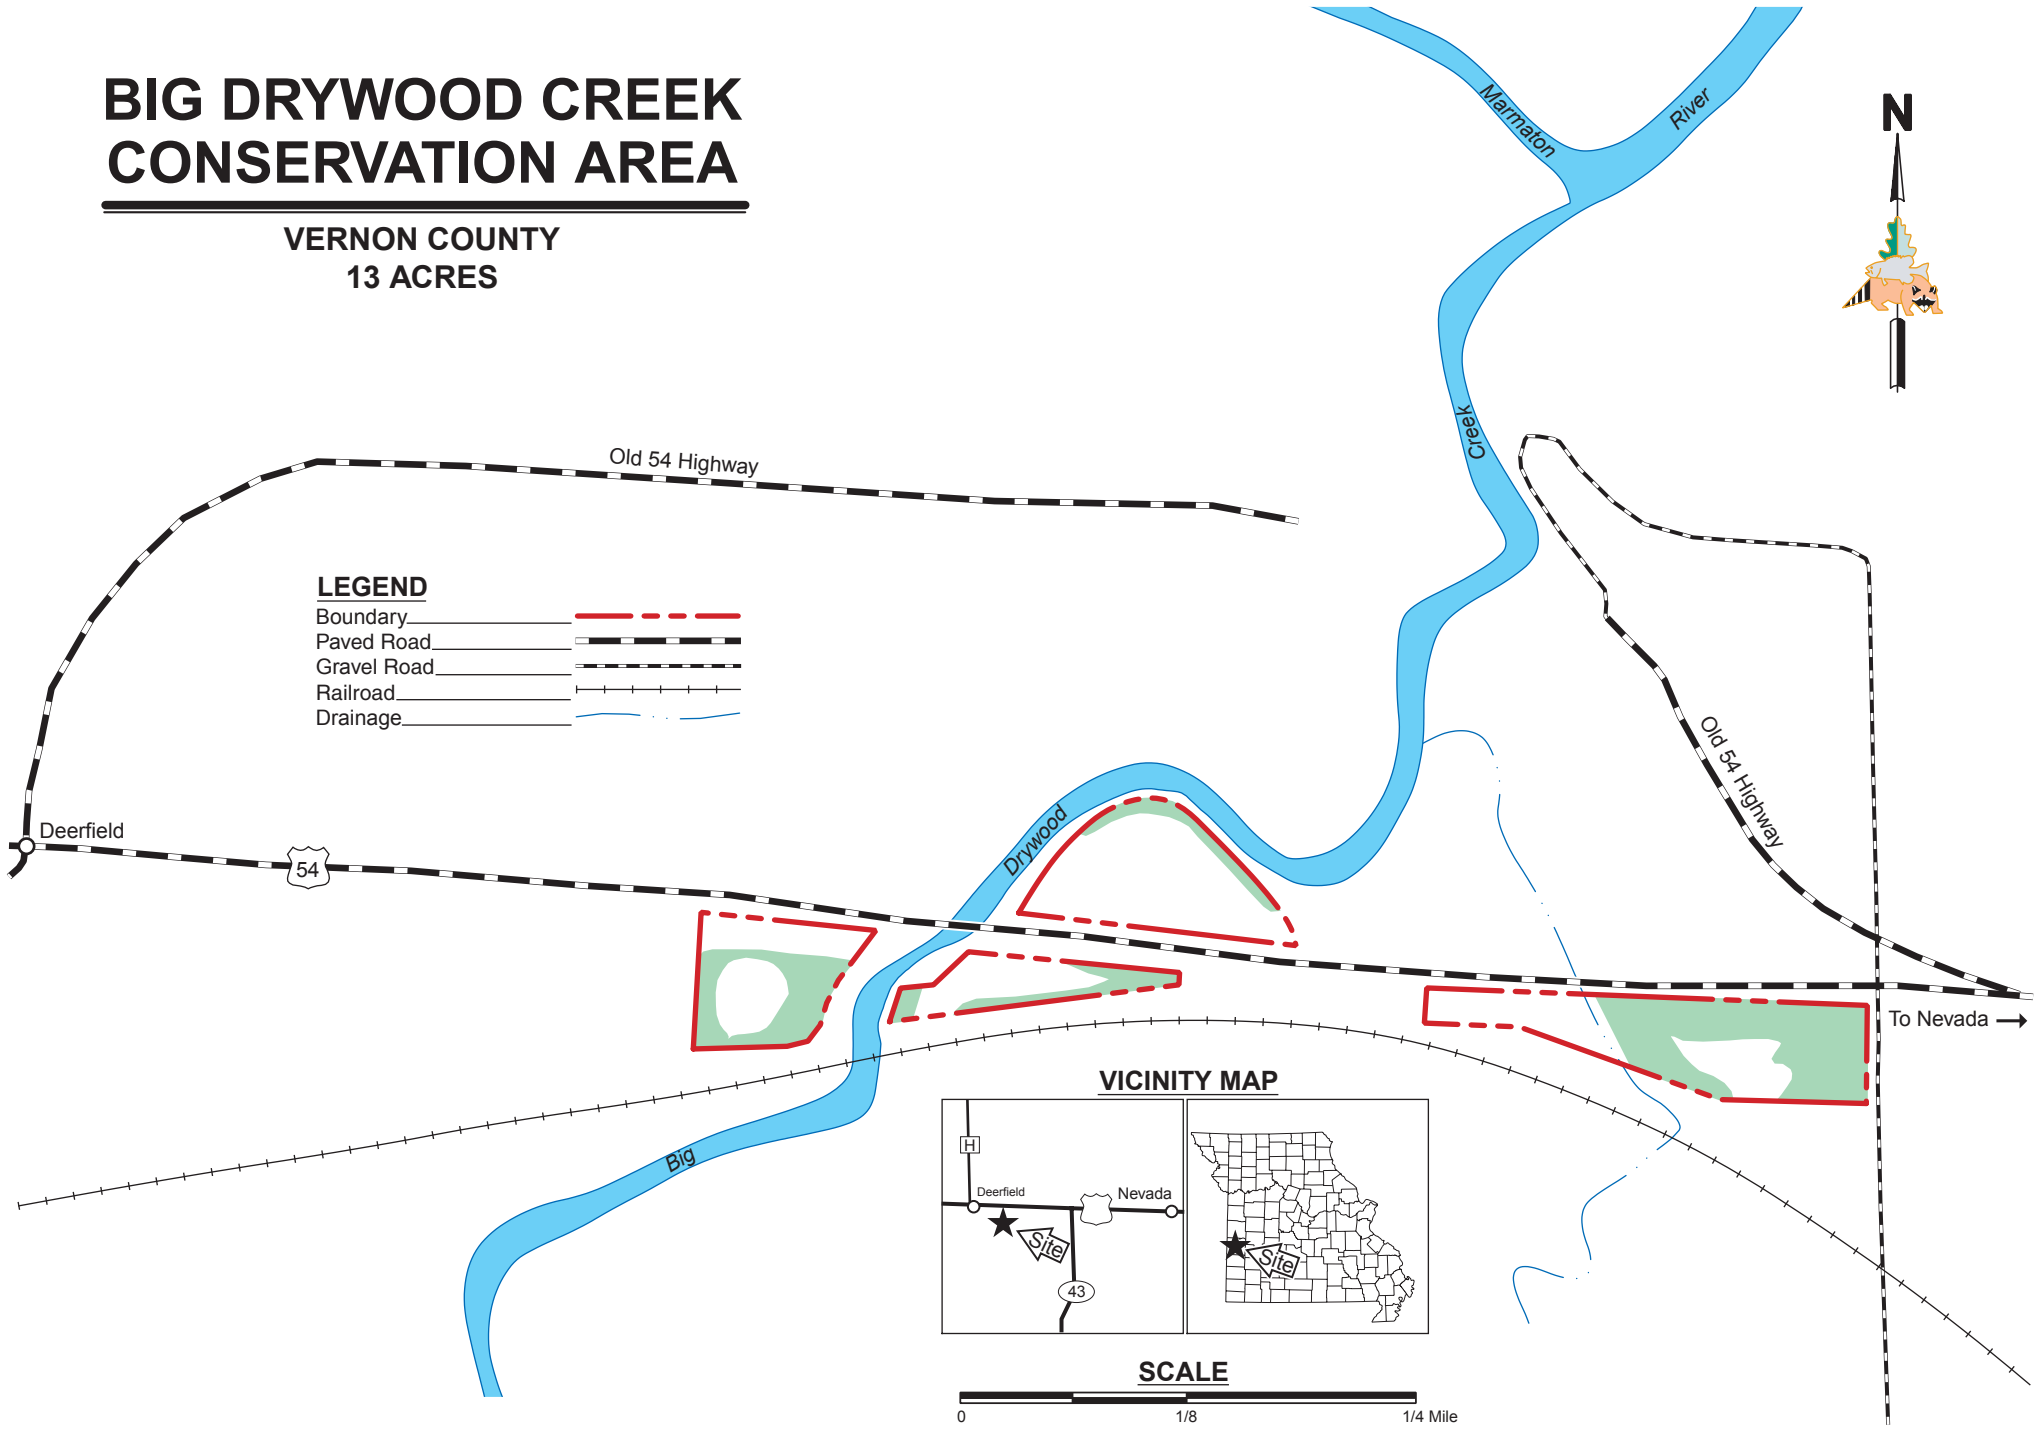 BIG DRYWOOD CREEK
CONSERVATION AREA
VERNON COUNTY
13 ACRES
Marmaton
River
N
Creek
Old 54 Highway
LEGEND
Boundary
Paved Road
Gravel Road
Railroad
Drainage
Old 54 Highway
Deerfield
54
Drywood
To Nevada
Big
VICINITY MAP
H
Deerfield
Nevada
Site
43
Site
SCALE
0
1/8
1/4 Mile